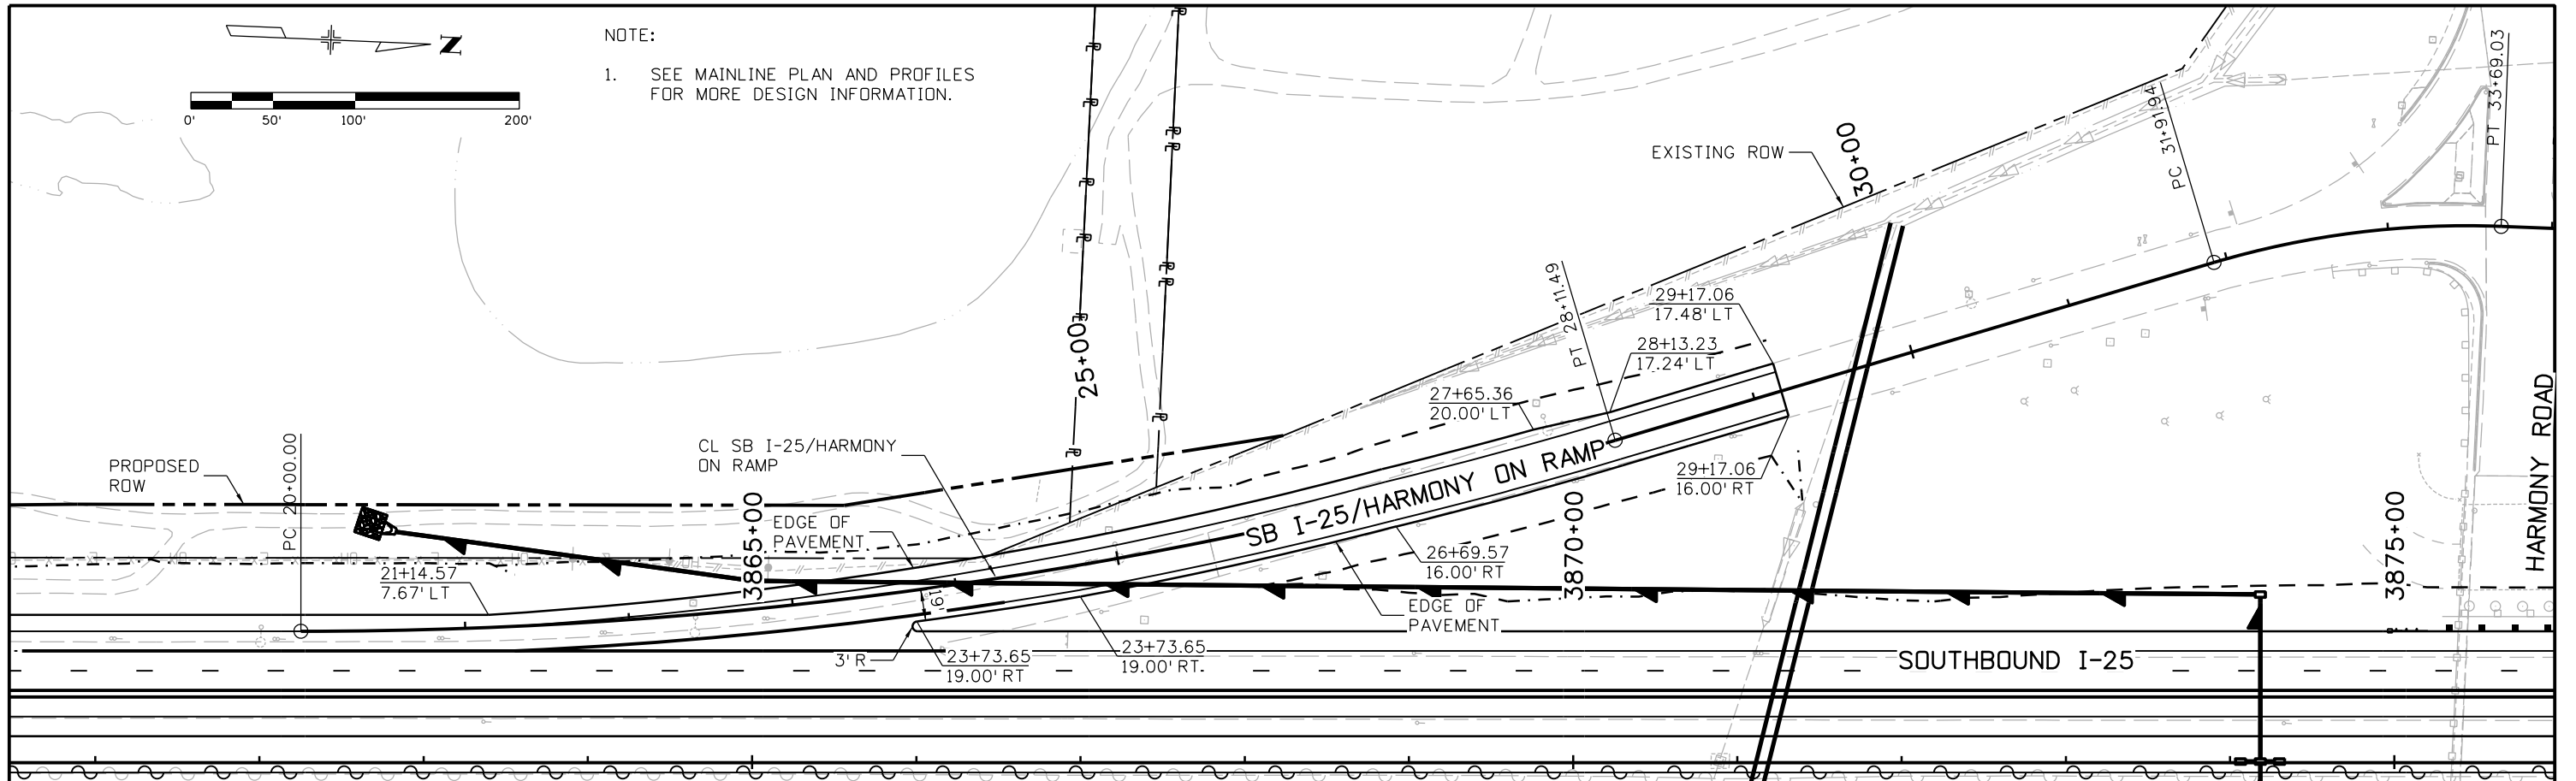 N
0' 50' 100' 200'
NOTE:
1. SEE MAINLINE PLAN AND PROFILES
FOR MORE DESIGN INFORMATION.
EXISTING ROW
30+00
PC 31+91.94
PT 33+69.03
PT 28+11.49
29+17.06
17.48' LT
28+13.23
17.24' LT
27+65.36
20.00' LT
25+00
CL SB I-25/HARMONY
ON RAMP
PROPOSED
ROW
PC 20+00.00
3865+00
EDGE OF
PAVEMENT
SB I-25/HARMONY ON RAMP
29+17.06
16.00' RT
26+69.57
16.00' RT
3870+00
3875+00
HARMONY ROAD
21+14.57
7.67' LT
19'
EDGE OF
PAVEMENT
3' R
23+73.65
19.00' RT
23+73.65
19.00' RT.
SOUTHBOUND I-25